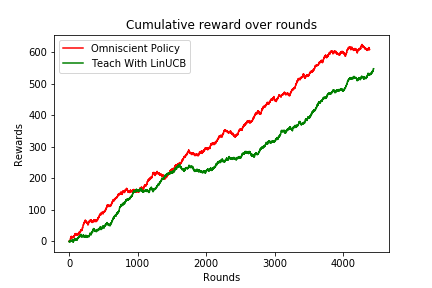 Cumulative reward over rounds
Omniscient Policy
Teach With LinUCB
Rewards
600
500
400
300
200
100
0
0 1000 2000 3000 4000
Rounds